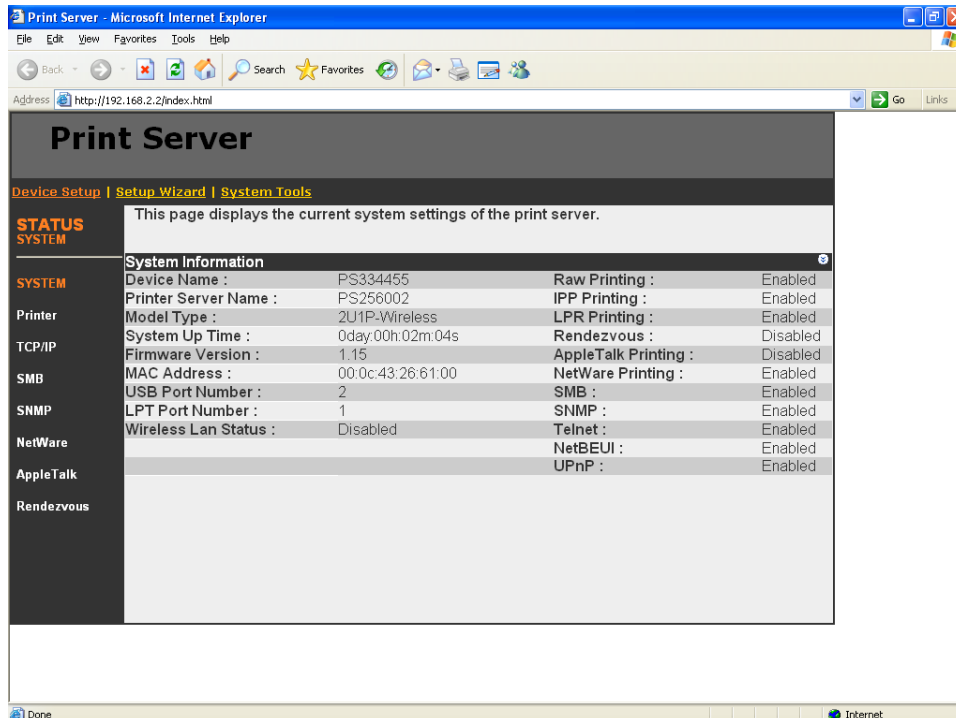 Print Server - Microsoft Internet Explorer
File Edit View Favorites Tools Help
Back Search Favorites
Address http://192.168.2.2/index.html Go Links
Print Server
Device Setup | Setup Wizard | System Tools
STATUS
SYSTEM
This page displays the current system settings of the print server.
SYSTEM
Printer
TCP/IP
SMB
SNMP
NetWare
AppleTalk
Rendezvous
System Information
Device Name : PS334455 Raw Printing : Enabled
Printer Server Name : PS256002 IPP Printing : Enabled
Model Type : 2U1P-Wireless LPR Printing : Enabled
System Up Time : 0day:00h:02m:04s Rendezvous : Disabled
Firmware Version : 1.15 AppleTalk Printing : Disabled
MAC Address : 00:0c:43:26:61:00 NetWare Printing : Enabled
USB Port Number : 2 SMB : Enabled
LPT Port Number : 1 SNMP : Enabled
Wireless Lan Status : Disabled Telnet : Enabled
NetBEUI : Enabled
UPnP : Enabled
Done Internet